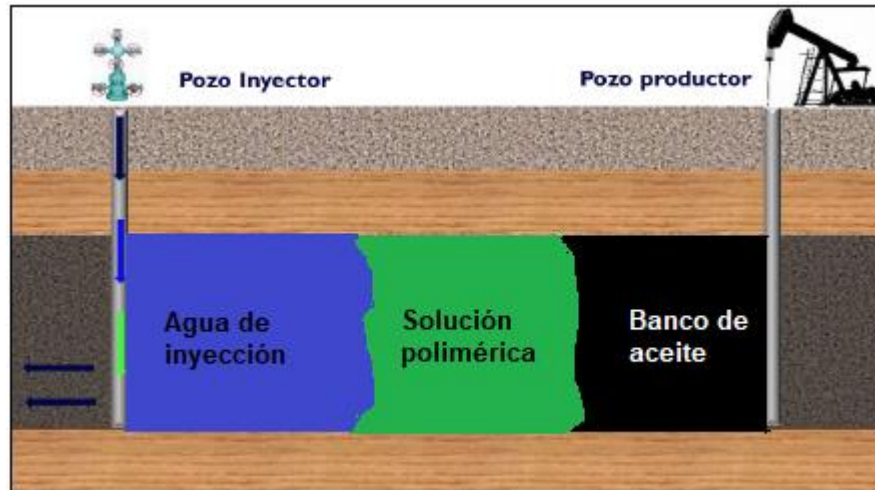 Pozo Inyector
Pozo productor
Agua de
inyección
Solución
polimérica
Banco de
aceite